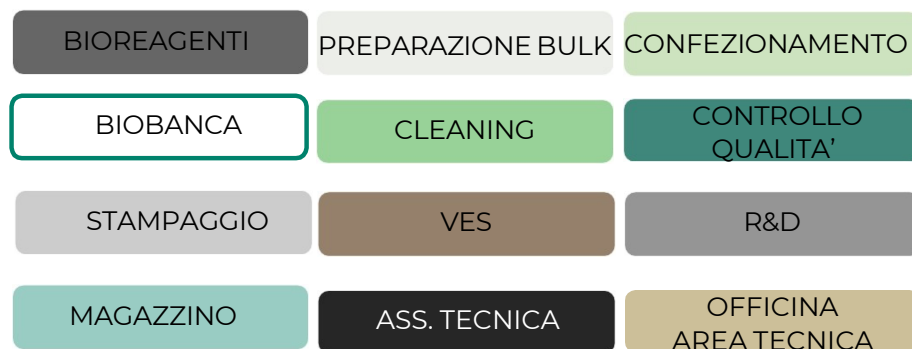 BIOREAGENTI
PREPARAZIONE BULK
CONFEZIONAMENTO
BIOBANCA
CLEANING
CONTROLLO
QUALITA’
STAMPAGGIO
VES
R&D
MAGAZZINO
ASS. TECNICA
OFFICINA
AREA TECNICA